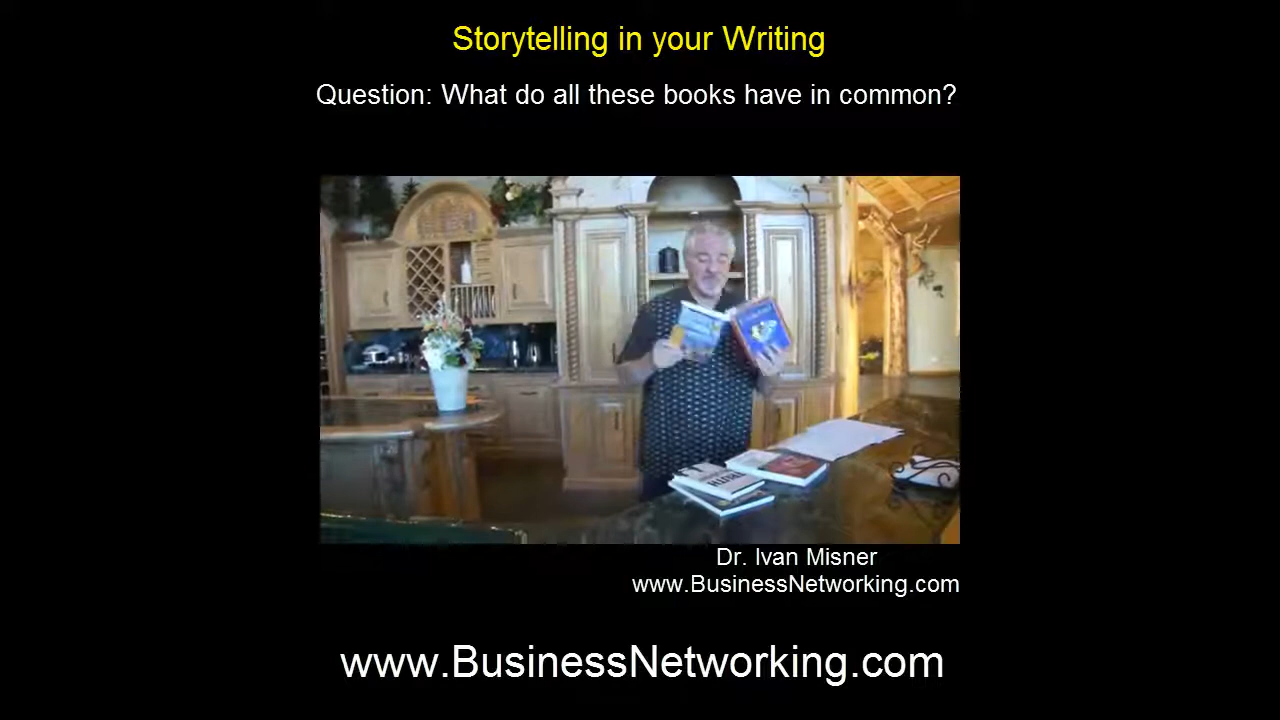 Storytelling in your Writing
Question: What do all these books have in common?
Dr. Ivan Misner
www.BusinessNetworking.com
www.BusinessNetworking.com